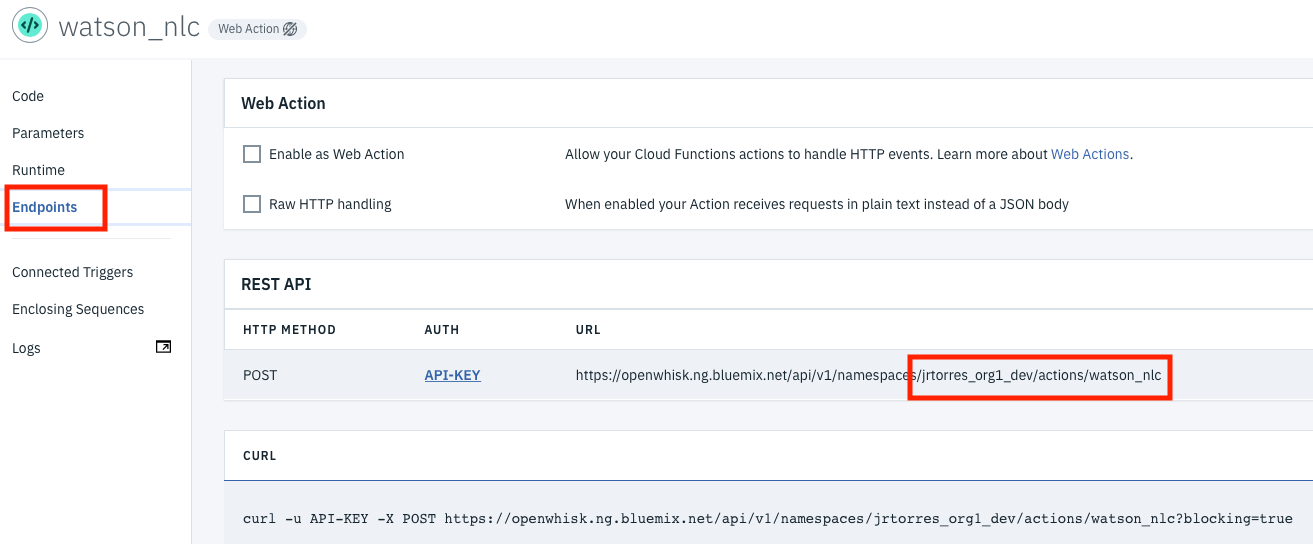 watson_nlc Web Action
Code
Parameters
Runtime
Endpoints
Connected Triggers
Enclosing Sequences
Logs
Web Action
Enable as Web Action Allow your Cloud Functions actions to handle HTTP events. Learn more about Web Actions.
Raw HTTP handling When enabled your Action receives requests in plain text instead of a JSON body
REST API
HTTP METHOD AUTH URL
POST API-KEY https://openwhisk.ng.bluemix.net/api/v1/namespaces/jrtorres_org1_dev/actions/watson_nlc
CURL
curl -u API-KEY -X POST https://openwhisk.ng.bluemix.net/api/v1/namespaces/jrtorres_org1_dev/actions/watson_nlc?blocking=true